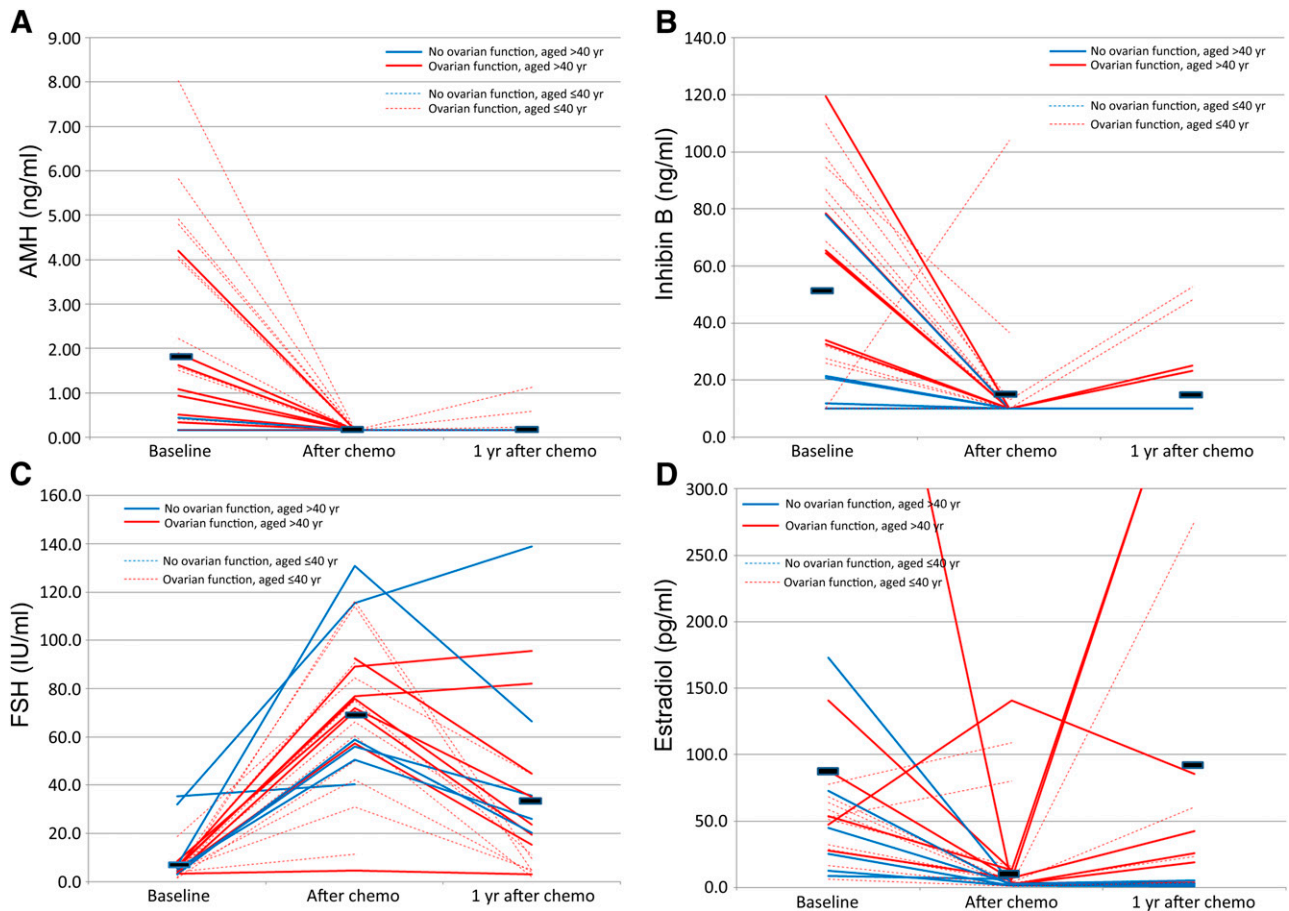 A
9.00
8.00
7.00
6.00
5.00
4.00
3.00
2.00
1.00
0.00
AMH (ng/ml)
No ovarian function, aged >40 yr
Ovarian function, aged >40 yr
No ovarian function, aged ≤40 yr
Ovarian function, aged ≤40 yr
Baseline After chemo 1 yr after chemo
B
140.0
120.0
100.0
80.0
60.0
40.0
20.0
0.0
Inhibin B (ng/ml)
No ovarian function, aged >40 yr
Ovarian function, aged >40 yr
No ovarian function, aged ≤40 yr
Ovarian function, aged ≤40 yr
Baseline After chemo 1 yr after chemo
C
160.0
140.0
120.0
100.0
80.0
60.0
40.0
20.0
0.0
FSH (IU/ml)
No ovarian function, aged >40 yr
Ovarian function, aged >40 yr
No ovarian function, aged ≤40 yr
Ovarian function, aged ≤40 yr
Baseline After chemo 1 yr after chemo
D
300.0
250.0
200.0
150.0
100.0
50.0
0.0
Estradiol (pg/ml)
No ovarian function, aged >40 yr
Ovarian function, aged >40 yr
No ovarian function, aged ≤40 yr
Ovarian function, aged ≤40 yr
Baseline After chemo 1 yr after chemo